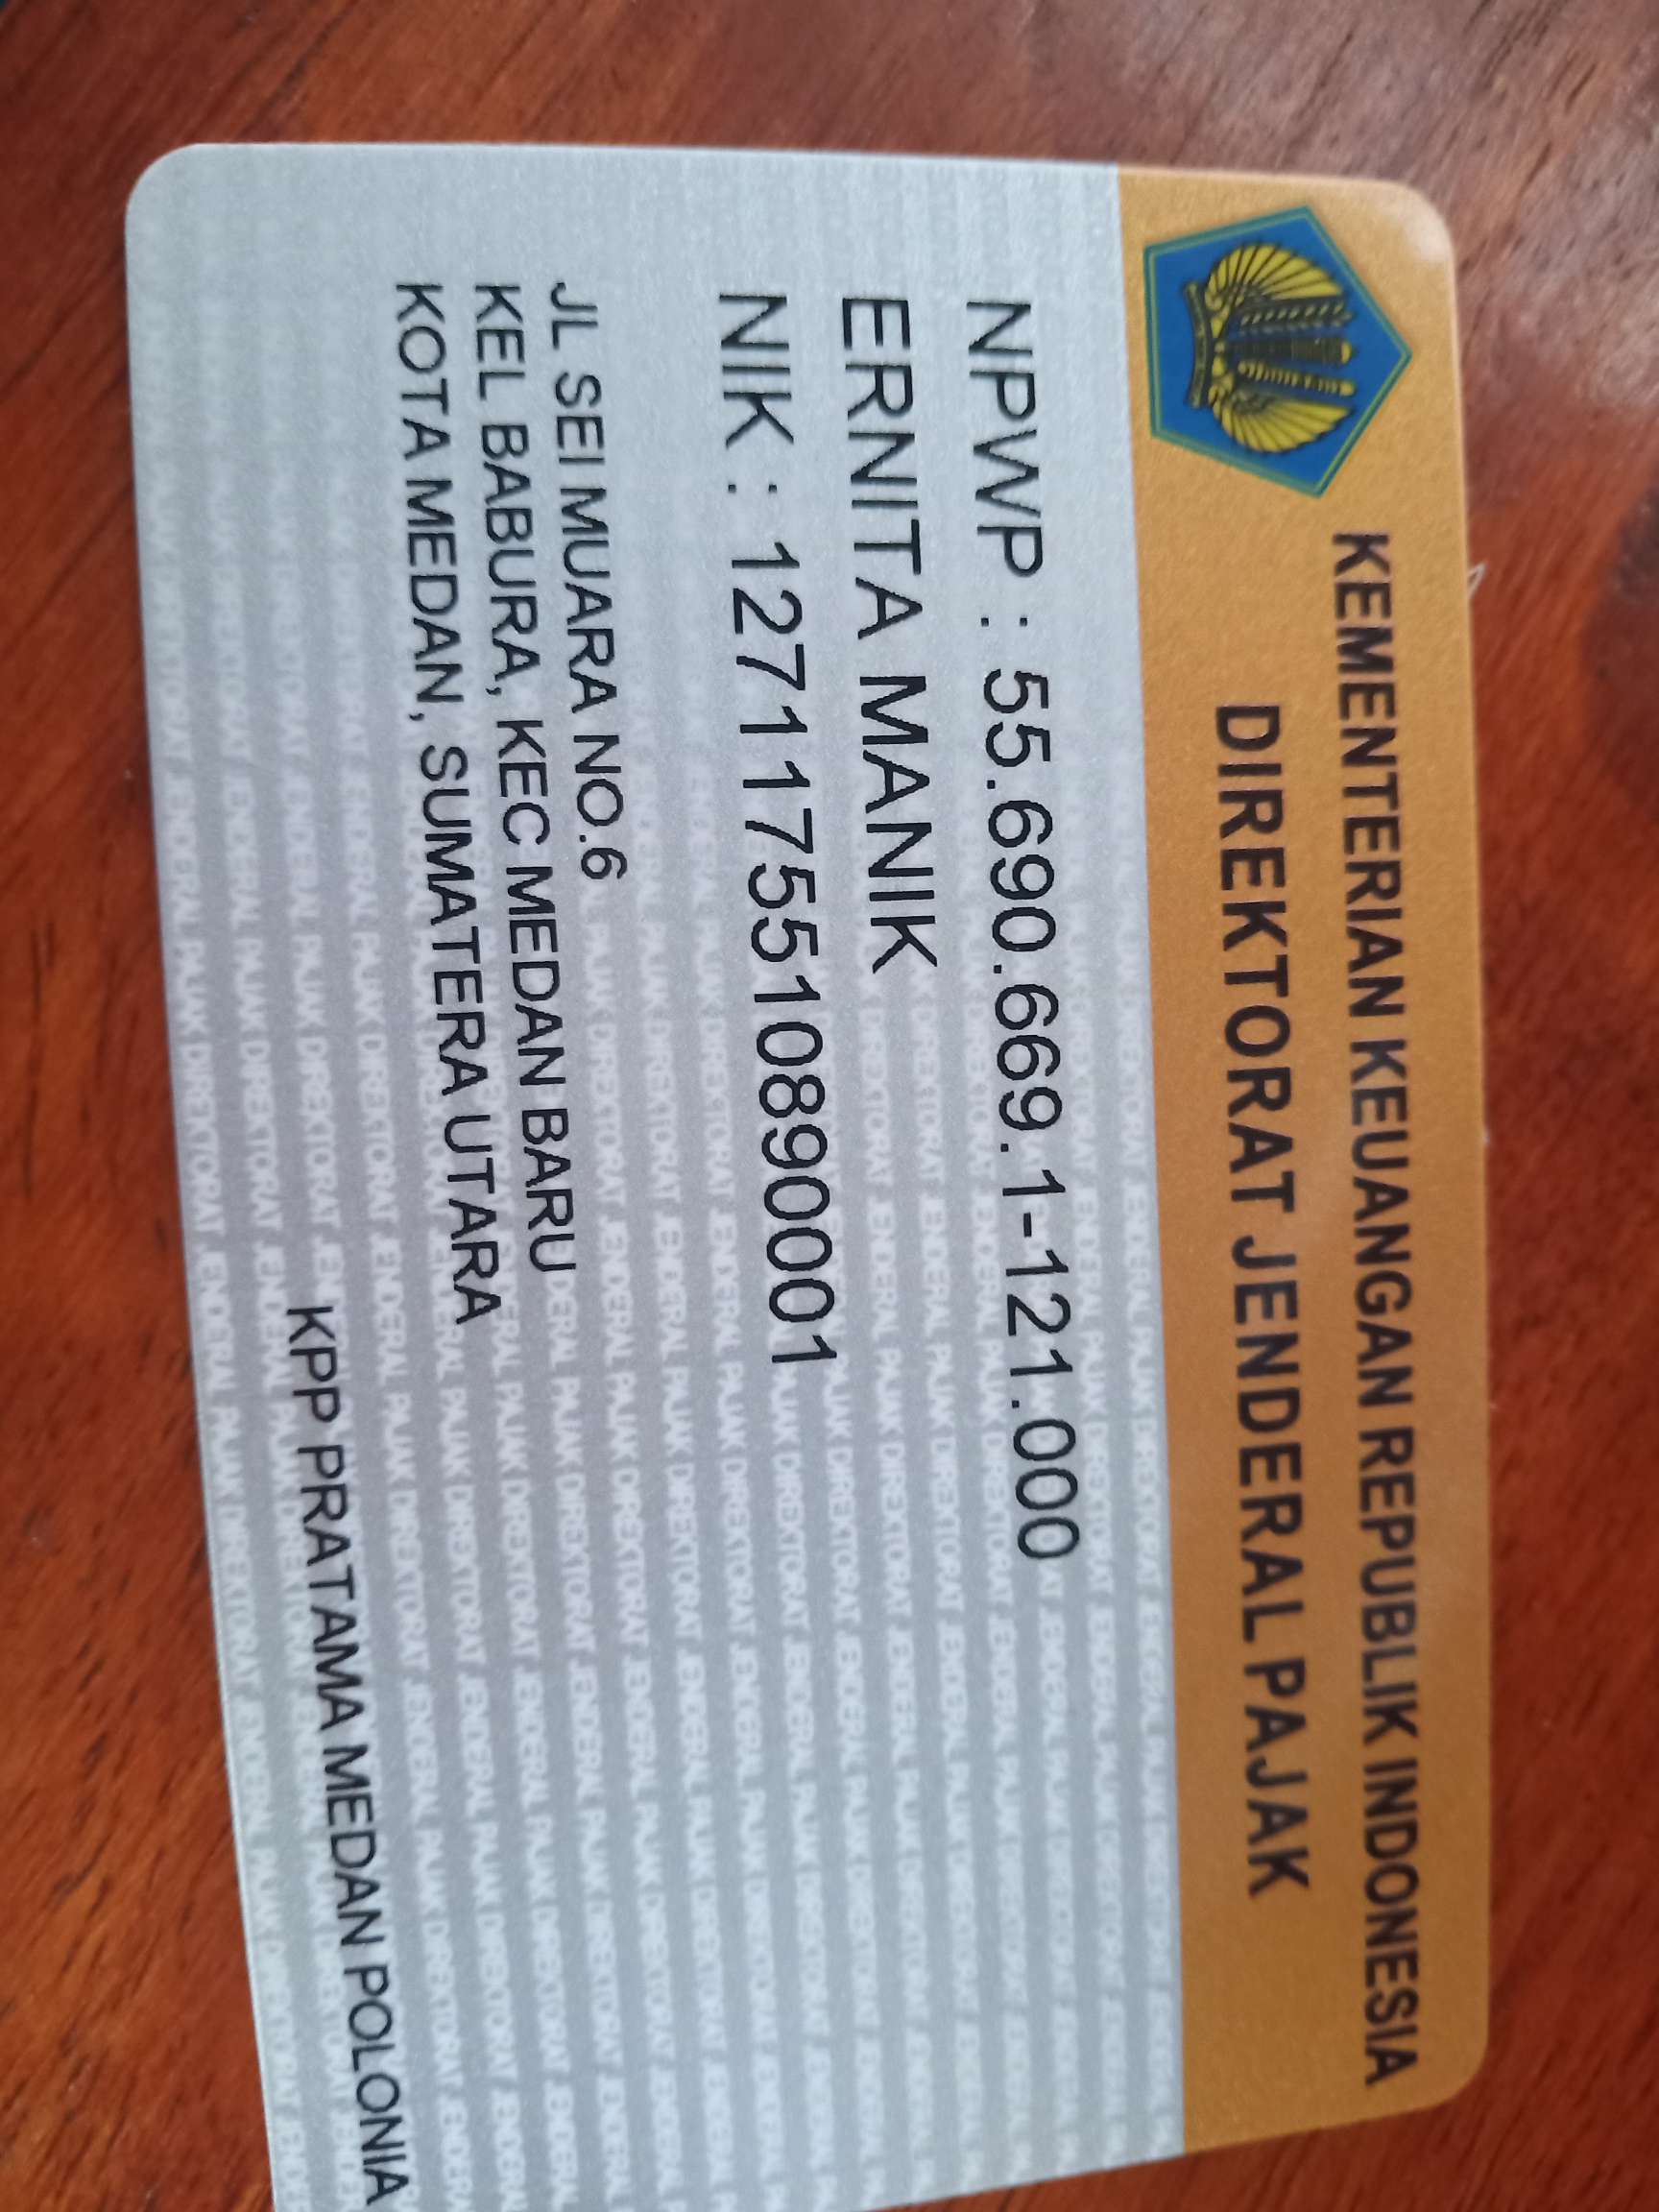 KEMENTERIAN KEUANGAN REPUBLIK INDONESIA
DIREKTORAT JENDERAL PAJAK
NPWP : 55.690.669.1-121.000
ERNITA MANIK
NIK : 12711175510890001
JL SEI MUARA NO.6
KEL BABURA, KEC MEDAN BARU
KOTA MEDAN, SUMATERA UTARA
KPP PRATAMA MEDAN POLONIA